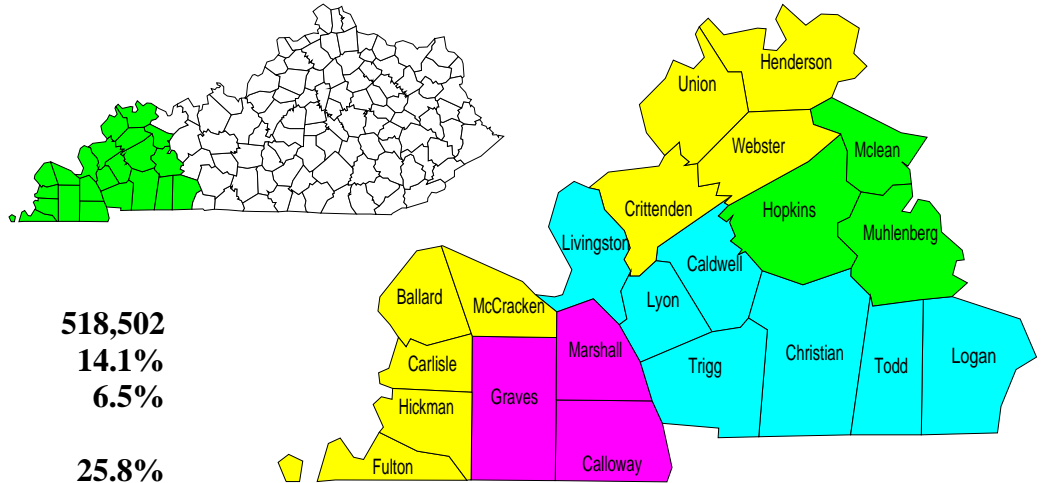 Henderson
Union
Webster
Mclean
Crittenden
Hopkins
Muhlenberg
Livingston
Caldwell
Ballard
McCracken
Lyon
518,502
14.1%
6.5%
25.8%
Marshall
Christian
Logan
Carlisle
Trigg
Todd
Graves
Hickman
Fulton
Calloway